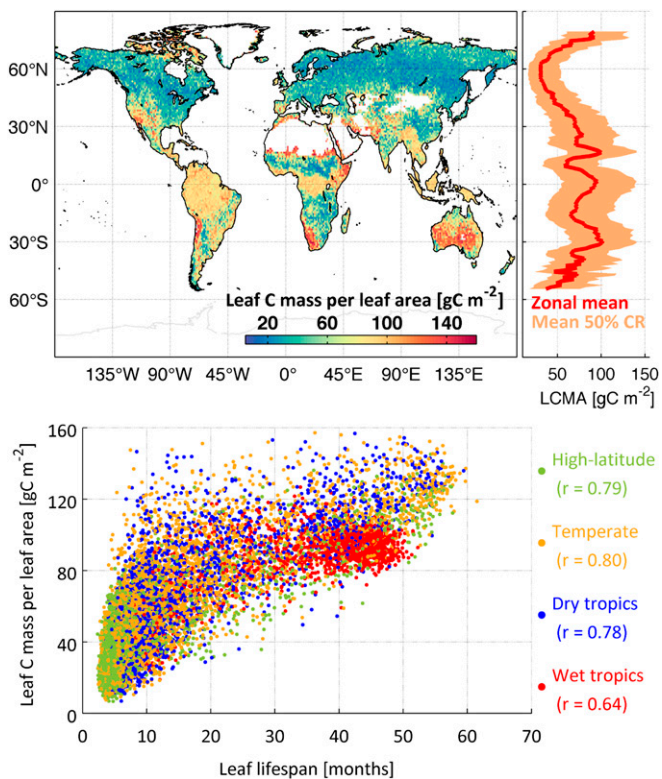 60°N
30°N
0°
30°S
60°S
Leaf C mass per leaf area [gC m⁻²]
20 60 100 140
135°W 90°W 45°W 0° 45°E 90°E 135°E
Zonal mean
Mean 50% CR
50 100 150
LCMA [gC m⁻²]
Leaf C mass per leaf area [gC m⁻²]
160
120
80
40
0
0 10 20 30 40 50 60 70
Leaf lifespan [months]
High-latitude
(r = 0.79)
Temperate
(r = 0.80)
Dry tropics
(r = 0.78)
Wet tropics
(r = 0.64)